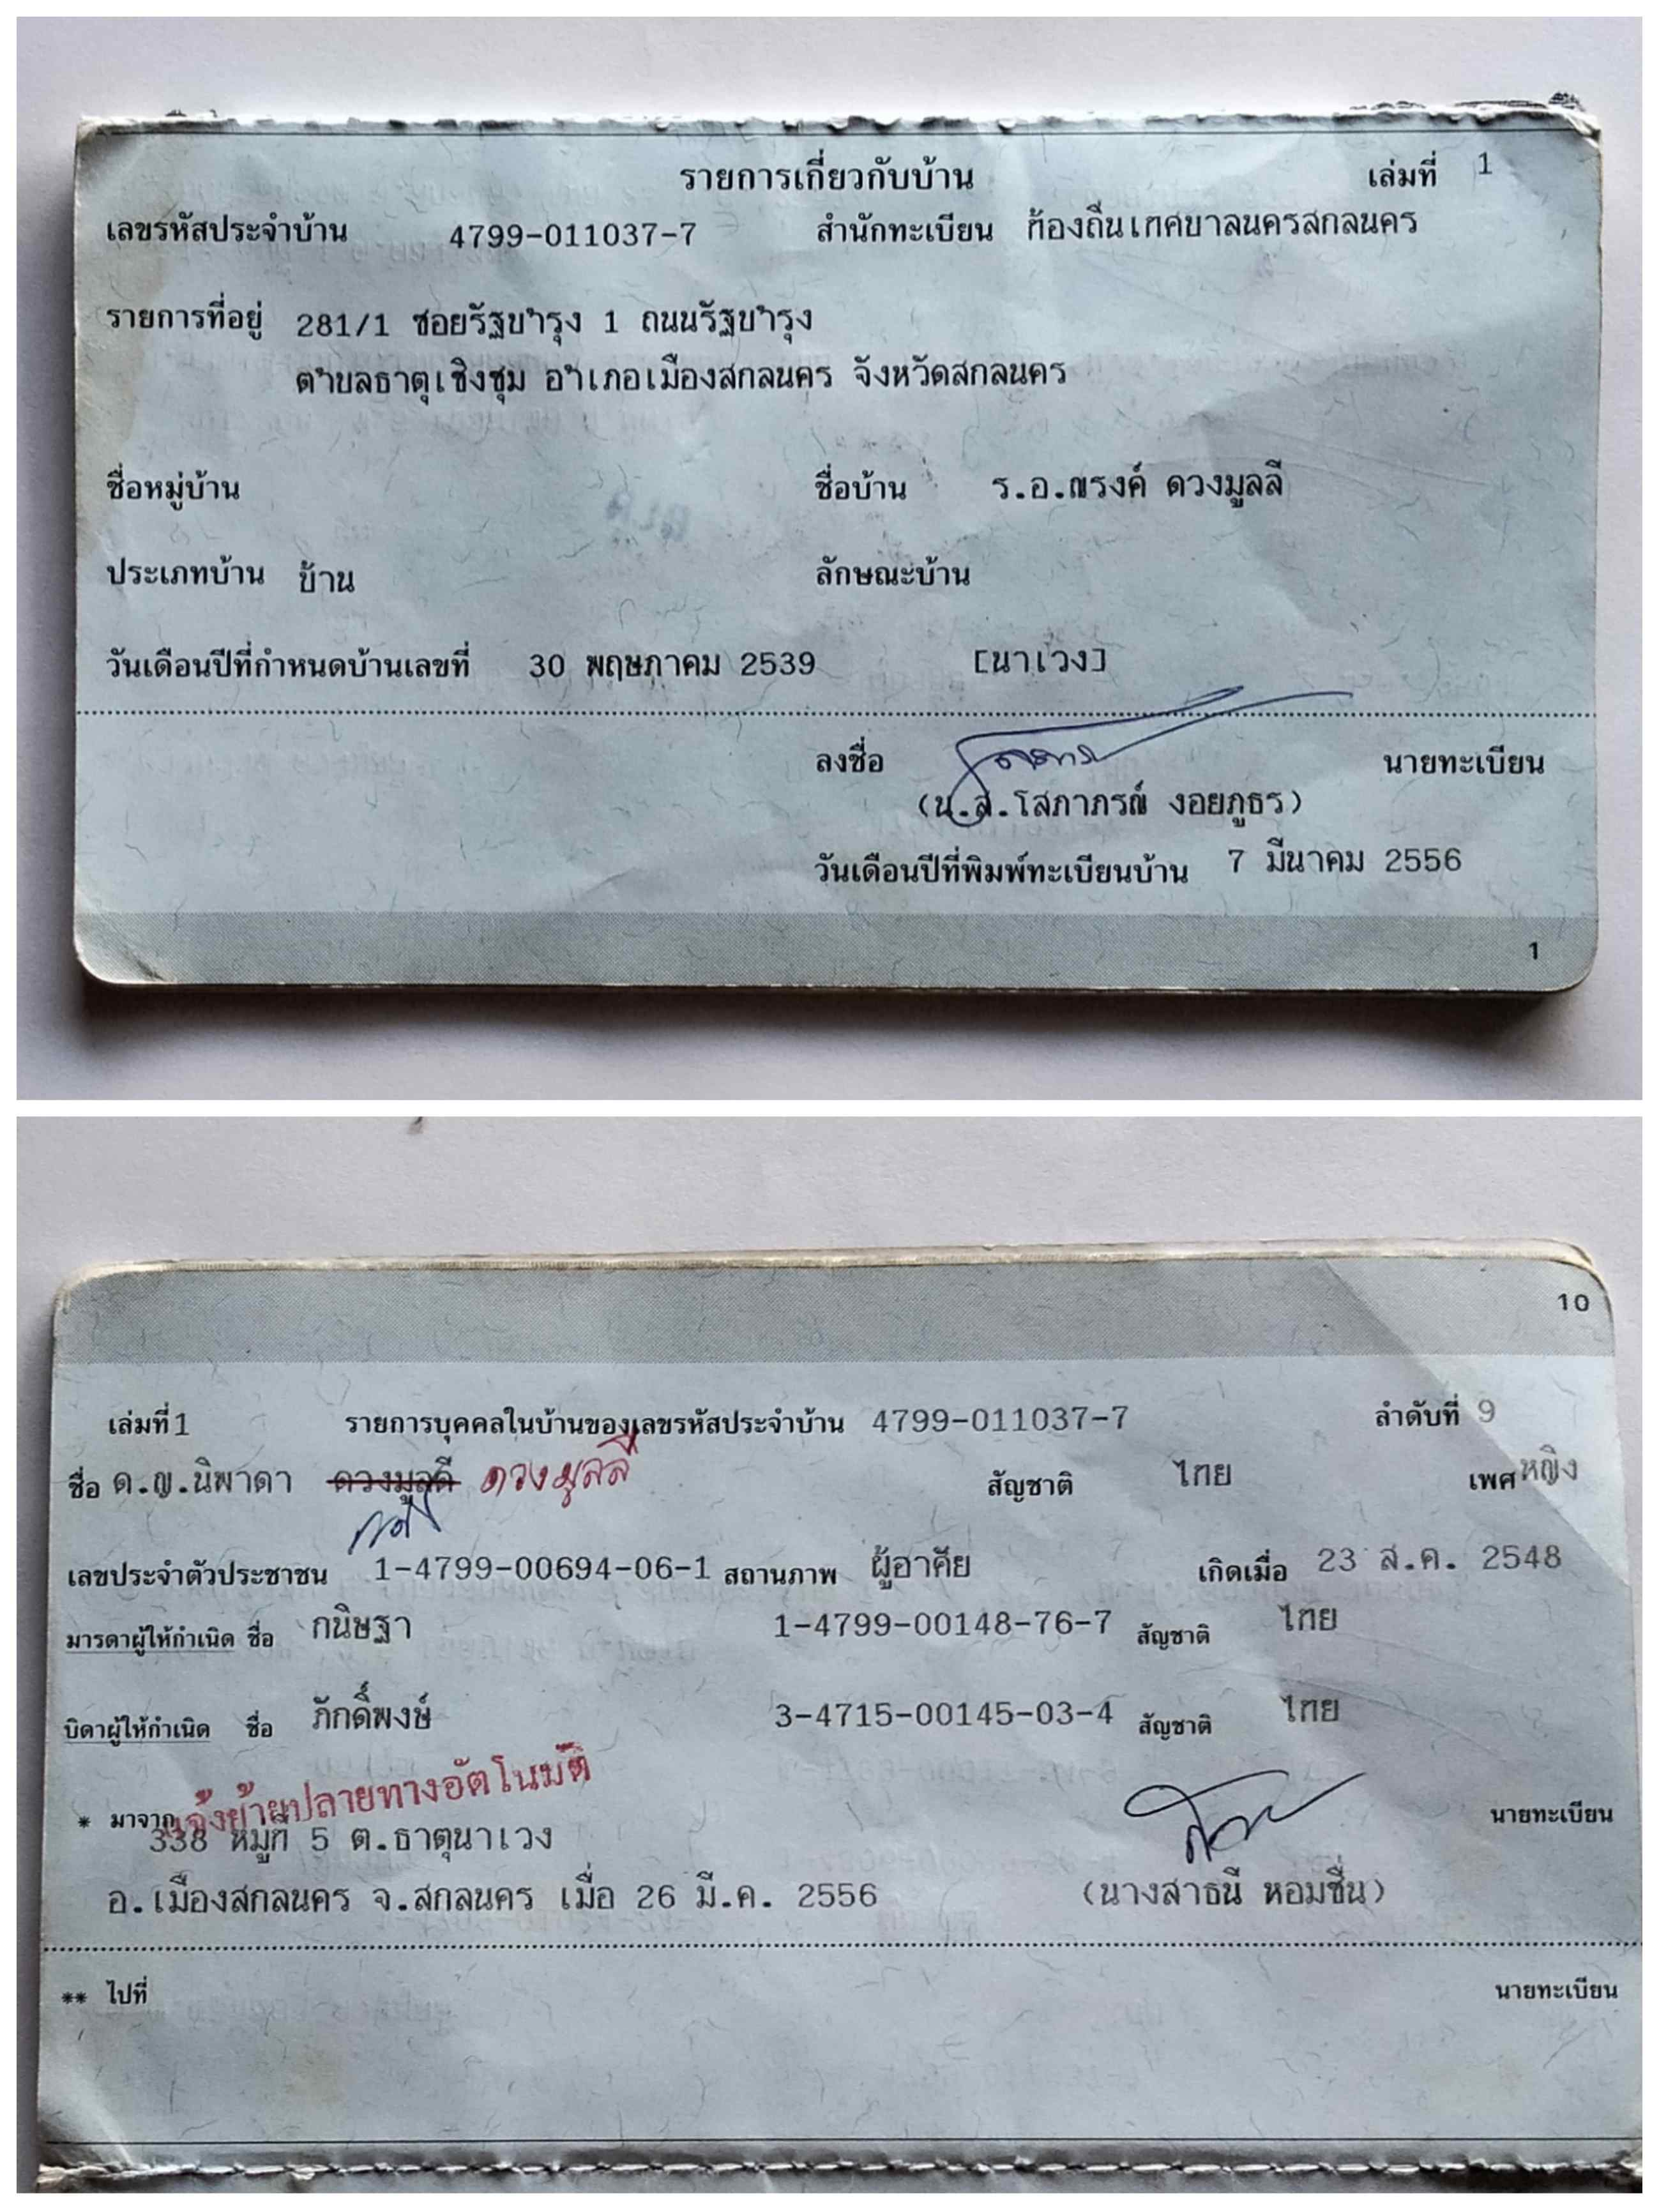 รายการเกี่ยวกับบ้าน เล่มที่ 1
เลขรหัสประจำบ้าน 4799-011037-7 สำนักทะเบียน ท้องถิ่นเทศบาลนครสกลนคร
รายการที่อยู่ 281/1 ซอยรัฐบำรุง 1 ถนนรัฐบำรุง
ตำบลธาตุเชิงชุม อำเภอเมืองสกลนคร จังหวัดสกลนคร
ชื่อหมู่บ้าน ชื่อบ้าน ร.อ.ณรงค์ ดวงมูลลี
ประเภทบ้าน บ้าน ลักษณะบ้าน
วันเดือนปีที่กำหนดบ้านเลขที่ 30 พฤษภาคม 2539 [นาเวง]
ลงชื่อ นายทะเบียน
(น.ส.โสภาภรณ์ งอยภูธร)
วันเดือนปีที่พิมพ์ทะเบียนบ้าน 7 มีนาคม 2556
1
10
เล่มที่ 1 รายการบุคคลในบ้านของเลขรหัสประจำบ้าน 4799-011037-7 ลำดับที่ 9
ชื่อ ด.ญ.นิพาดา ดวงมูลลี สัญชาติ ไทย เพศ หญิง
เลขประจำตัวประชาชน 1-4799-00694-06-1 สถานภาพ ผู้อาศัย เกิดเมื่อ 23 ส.ค. 2548
มารดาผู้ให้กำเนิด ชื่อ กนิษฐา 1-4799-00148-76-7 สัญชาติ ไทย
บิดาผู้ให้กำเนิด ชื่อ ภักดิ์พงษ์ 3-4715-00145-03-4 สัญชาติ ไทย
แจ้งย้ายปลายทางอัตโนมัติ
* มาจาก 338 หมู่ที่ 5 ต.ธาตุนาเวง นายทะเบียน
อ.เมืองสกลนคร จ.สกลนคร เมื่อ 26 มี.ค. 2556 (นางสาธนี หอมชื่น)
** ไปที่ นายทะเบียน